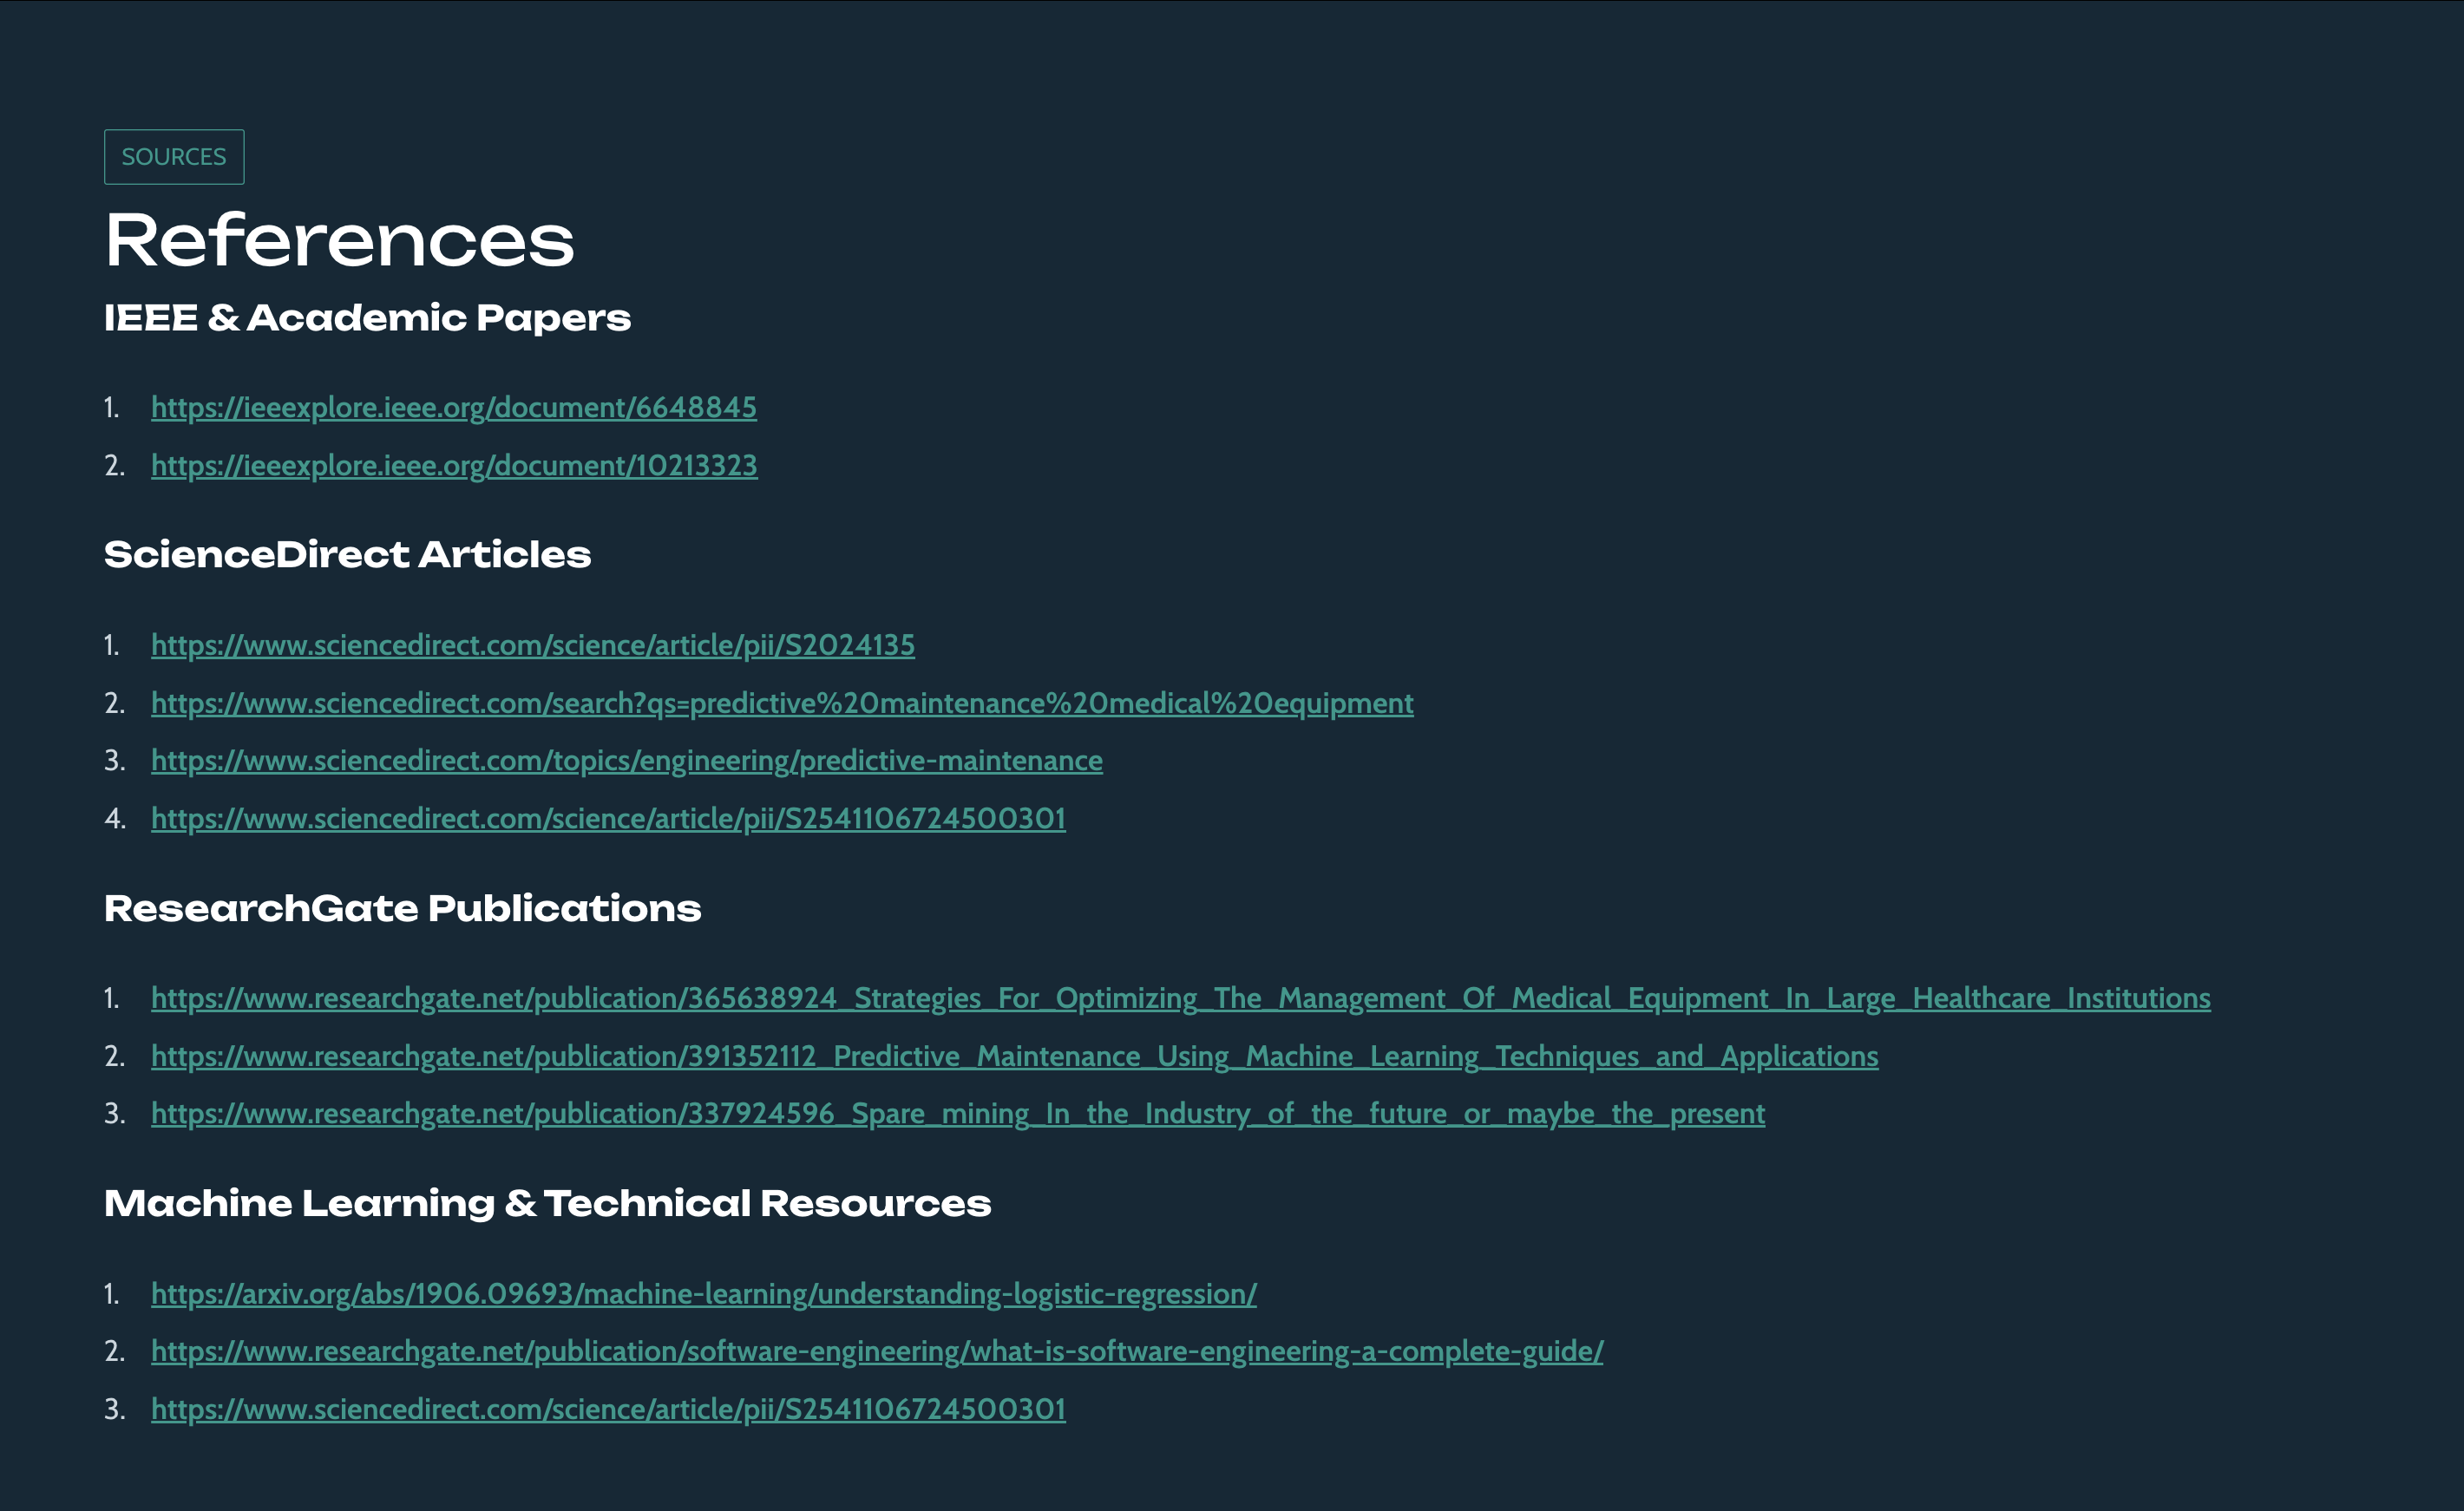 SOURCES
References
IEEE & Academic Papers
1. https://ieeexplore.ieee.org/document/6648845
2. https://ieeexplore.ieee.org/document/10213323
ScienceDirect Articles
1. https://www.sciencedirect.com/science/article/pii/S2024135
2. https://www.sciencedirect.com/search?qs=predictive%20maintenance%20medical%20equipment
3. https://www.sciencedirect.com/topics/engineering/predictive-maintenance
4. https://www.sciencedirect.com/science/article/pii/S2541106724500301
ResearchGate Publications
1. https://www.researchgate.net/publication/365638924_Strategies_For_Optimizing_The_Management_Of_Medical_Equipment_In_Large_Healthcare_Institutions
2. https://www.researchgate.net/publication/391352112_Predictive_Maintenance_Using_Machine_Learning_Techniques_and_Applications
3. https://www.researchgate.net/publication/337924596_Spare_mining_In_the_Industry_of_the_future_or_maybe_the_present
Machine Learning & Technical Resources
1. https://arxiv.org/abs/1906.09693/machine-learning/understanding-logistic-regression/
2. https://www.researchgate.net/publication/software-engineering/what-is-software-engineering-a-complete-guide/
3. https://www.sciencedirect.com/science/article/pii/S2541106724500301